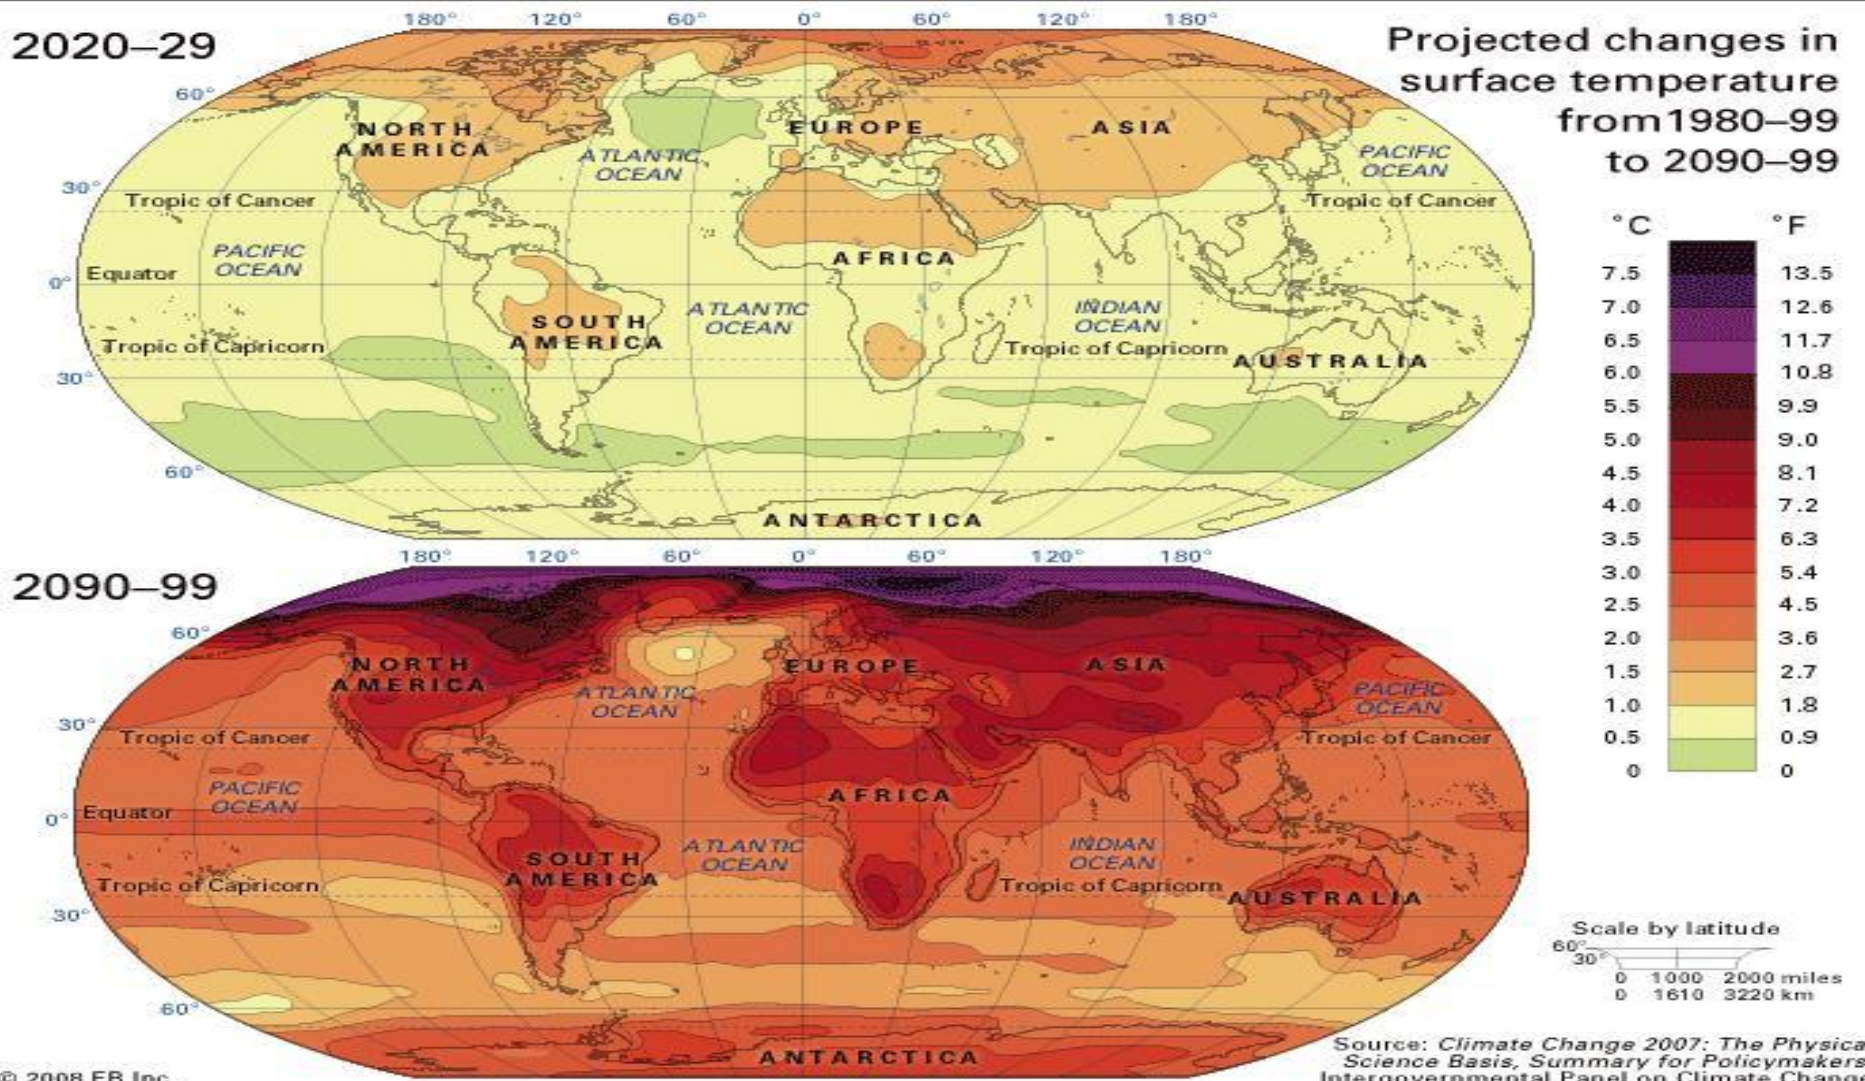 180° 120° 60° 0° 60° 120° 180°
2020–29
Projected changes in
surface temperature
from 1980–99
to 2090–99
60°
NORTH
AMERICA
EUROPE
ASIA
ATLANTIC
OCEAN
PACIFIC
OCEAN
30°
Tropic of Cancer
Tropic of Cancer
PACIFIC
OCEAN
AFRICA
Equator
0°
SOUTH
AMERICA
ATLANTIC
OCEAN
INDIAN
OCEAN
Tropic of Capricorn
Tropic of Capricorn
AUSTRALIA
30°
60°
ANTARCTICA
°C °F
7.5 13.5
7.0 12.6
6.5 11.7
6.0 10.8
5.5 9.9
5.0 9.0
4.5 8.1
4.0 7.2
3.5 6.3
3.0 5.4
2.5 4.5
2.0 3.6
1.5 2.7
1.0 1.8
0.5 0.9
0 0
180° 120° 60° 0° 60° 120° 180°
2090–99
60°
NORTH
AMERICA
EUROPE
ASIA
ATLANTIC
OCEAN
PACIFIC
OCEAN
30°
Tropic of Cancer
Tropic of Cancer
PACIFIC
OCEAN
AFRICA
Equator
0°
SOUTH
AMERICA
ATLANTIC
OCEAN
INDIAN
OCEAN
Tropic of Capricorn
Tropic of Capricorn
AUSTRALIA
30°
60°
ANTARCTICA
Scale by latitude
60°
30°
0 1000 2000 miles
0 1610 3220 km
Source: Climate Change 2007: The Physica
Science Basis, Summary for Policymakers
Intergovernmental Panel on Climate Change
© 2008 EB Inc.